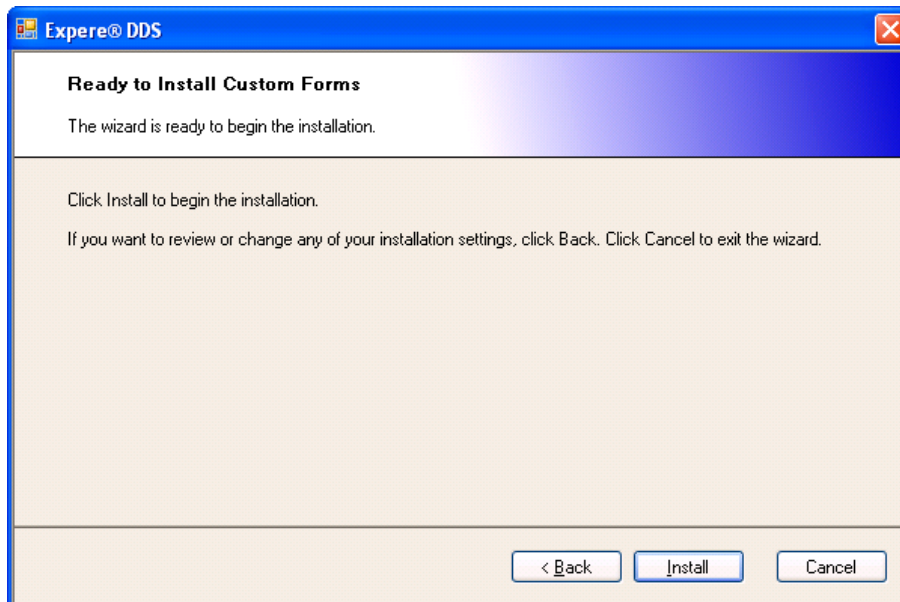 Expere® DDS
Ready to Install Custom Forms
The wizard is ready to begin the installation.
Click Install to begin the installation.
If you want to review or change any of your installation settings, click Back. Click Cancel to exit the wizard.
< Back Install Cancel